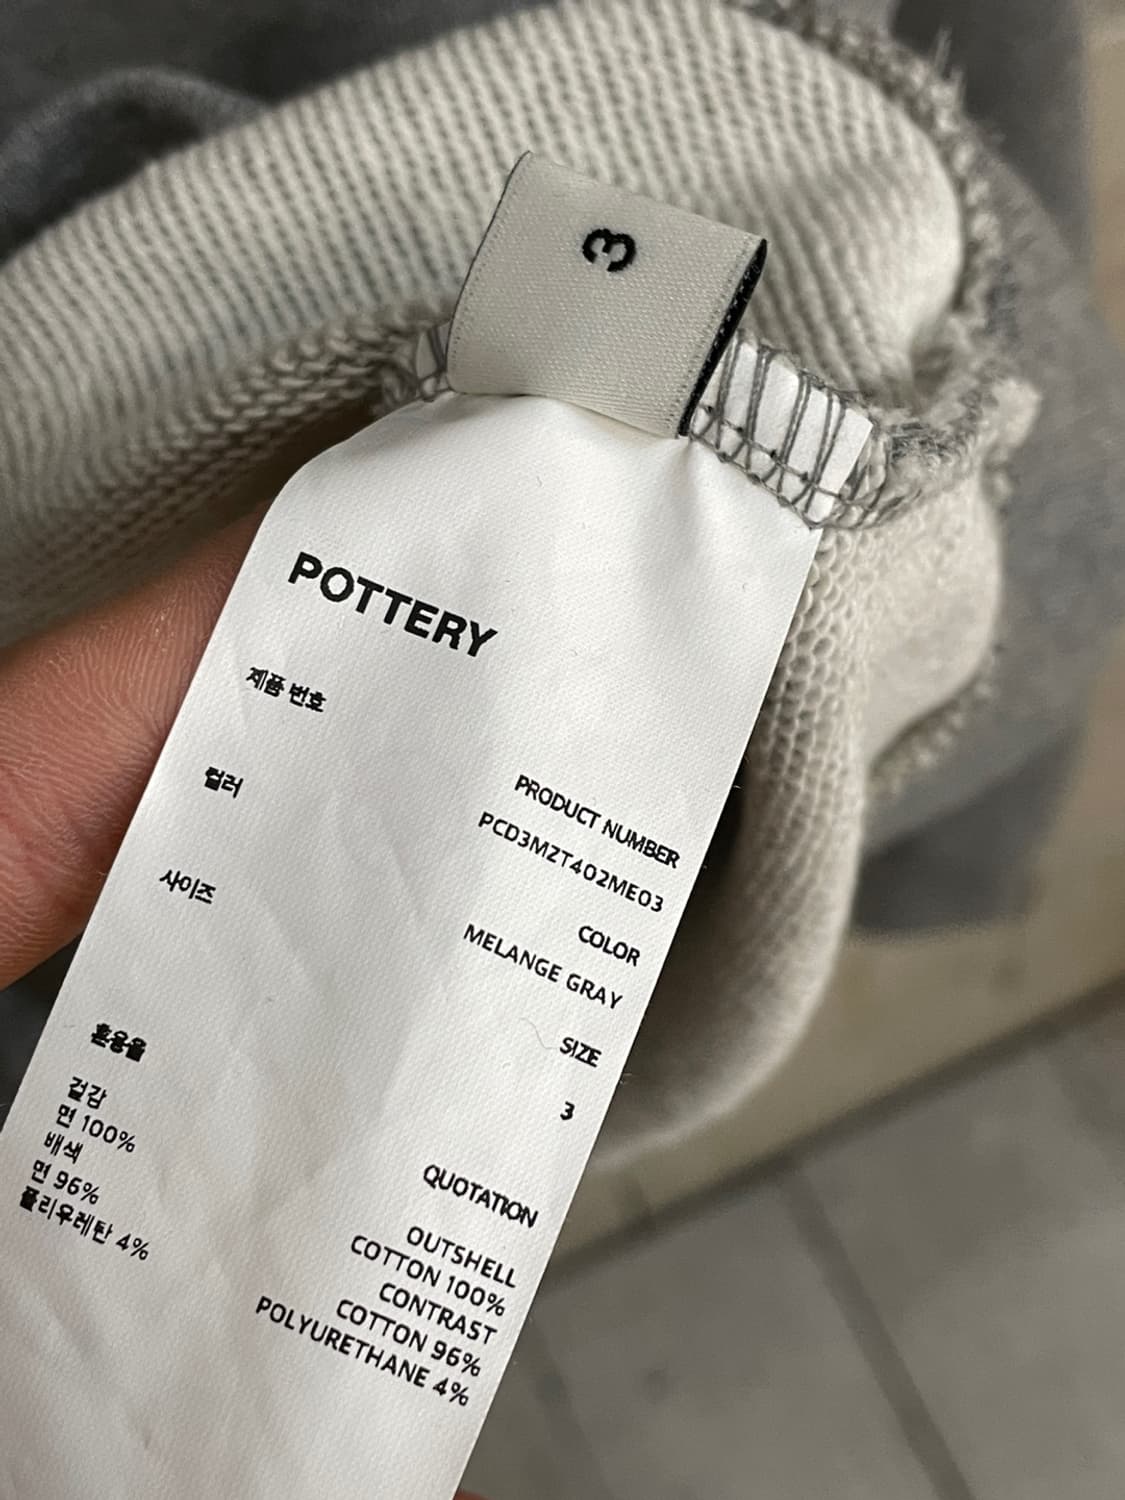 3
POTTERY
제품 번호
PRODUCT NUMBER
PCD3MZT402ME03
컬러
COLOR
MELANGE GRAY
사이즈
SIZE
3
혼용율
QUOTATION
겉감
면 100%
배색
면 96%
폴리우레탄 4%
OUTSHELL
COTTON 100%
CONTRAST
COTTON 96%
POLYURETHANE 4%